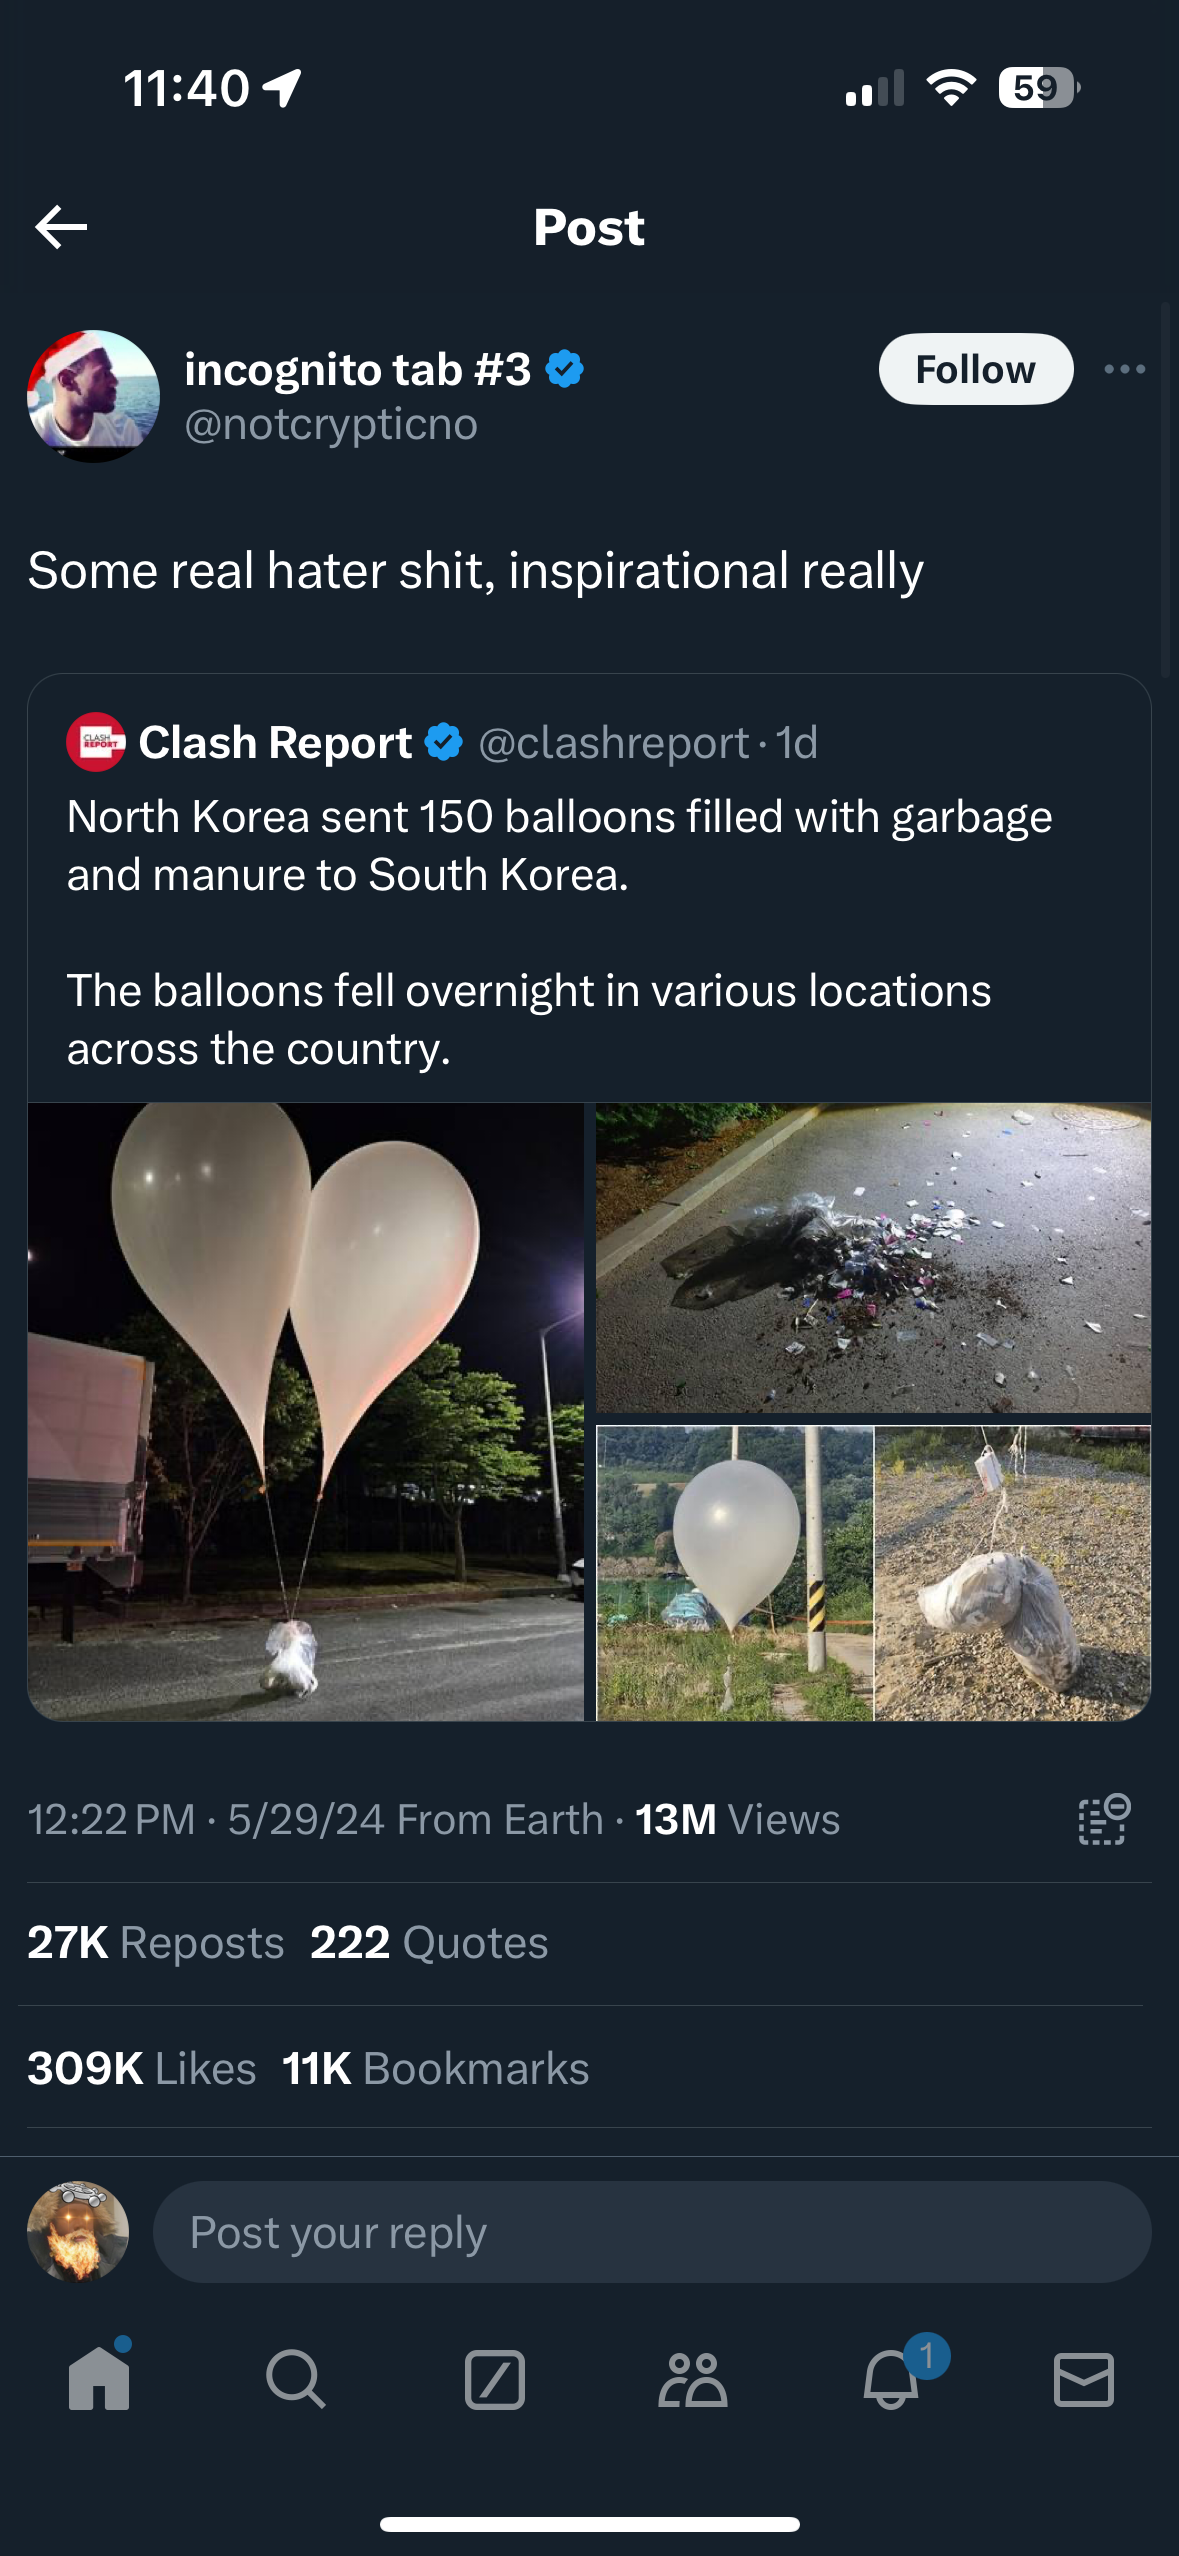 11:40
59
Post
incognito tab #3
Follow
@notcrypticno
Some real hater shit, inspirational really
CLASH
REPORT
Clash Report @clashreport · 1d
North Korea sent 150 balloons filled with garbage
and manure to South Korea.
The balloons fell overnight in various locations
across the country.
12:22 PM · 5/29/24 From Earth · 13M Views
27K Reposts 222 Quotes
309K Likes 11K Bookmarks
Post your reply
1